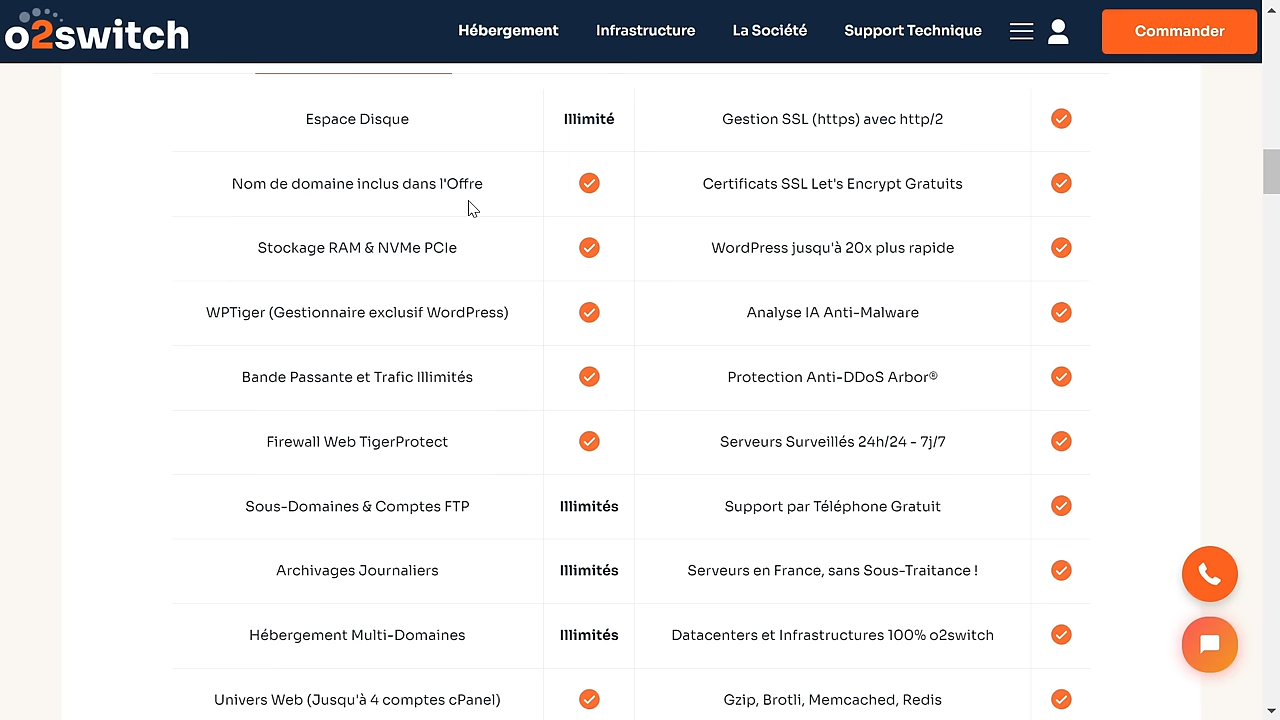 o2switch
Hébergement
Infrastructure
La Société
Support Technique
Commander
Espace Disque Illimité Gestion SSL (https) avec http/2
Nom de domaine inclus dans l'Offre Certificats SSL Let's Encrypt Gratuits
Stockage RAM & NVMe PCIe WordPress jusqu'à 20x plus rapide
WPTiger (Gestionnaire exclusif WordPress) Analyse IA Anti-Malware
Bande Passante et Trafic Illimités Protection Anti-DDoS Arbor®
Firewall Web TigerProtect Serveurs Surveillés 24h/24 - 7j/7
Sous-Domaines & Comptes FTP Illimités Support par Téléphone Gratuit
Archivages Journaliers Illimités Serveurs en France, sans Sous-Traitance !
Hébergement Multi-Domaines Illimités Datacenters et Infrastructures 100% o2switch
Univers Web (Jusqu'à 4 comptes cPanel) Gzip, Brotli, Memcached, Redis